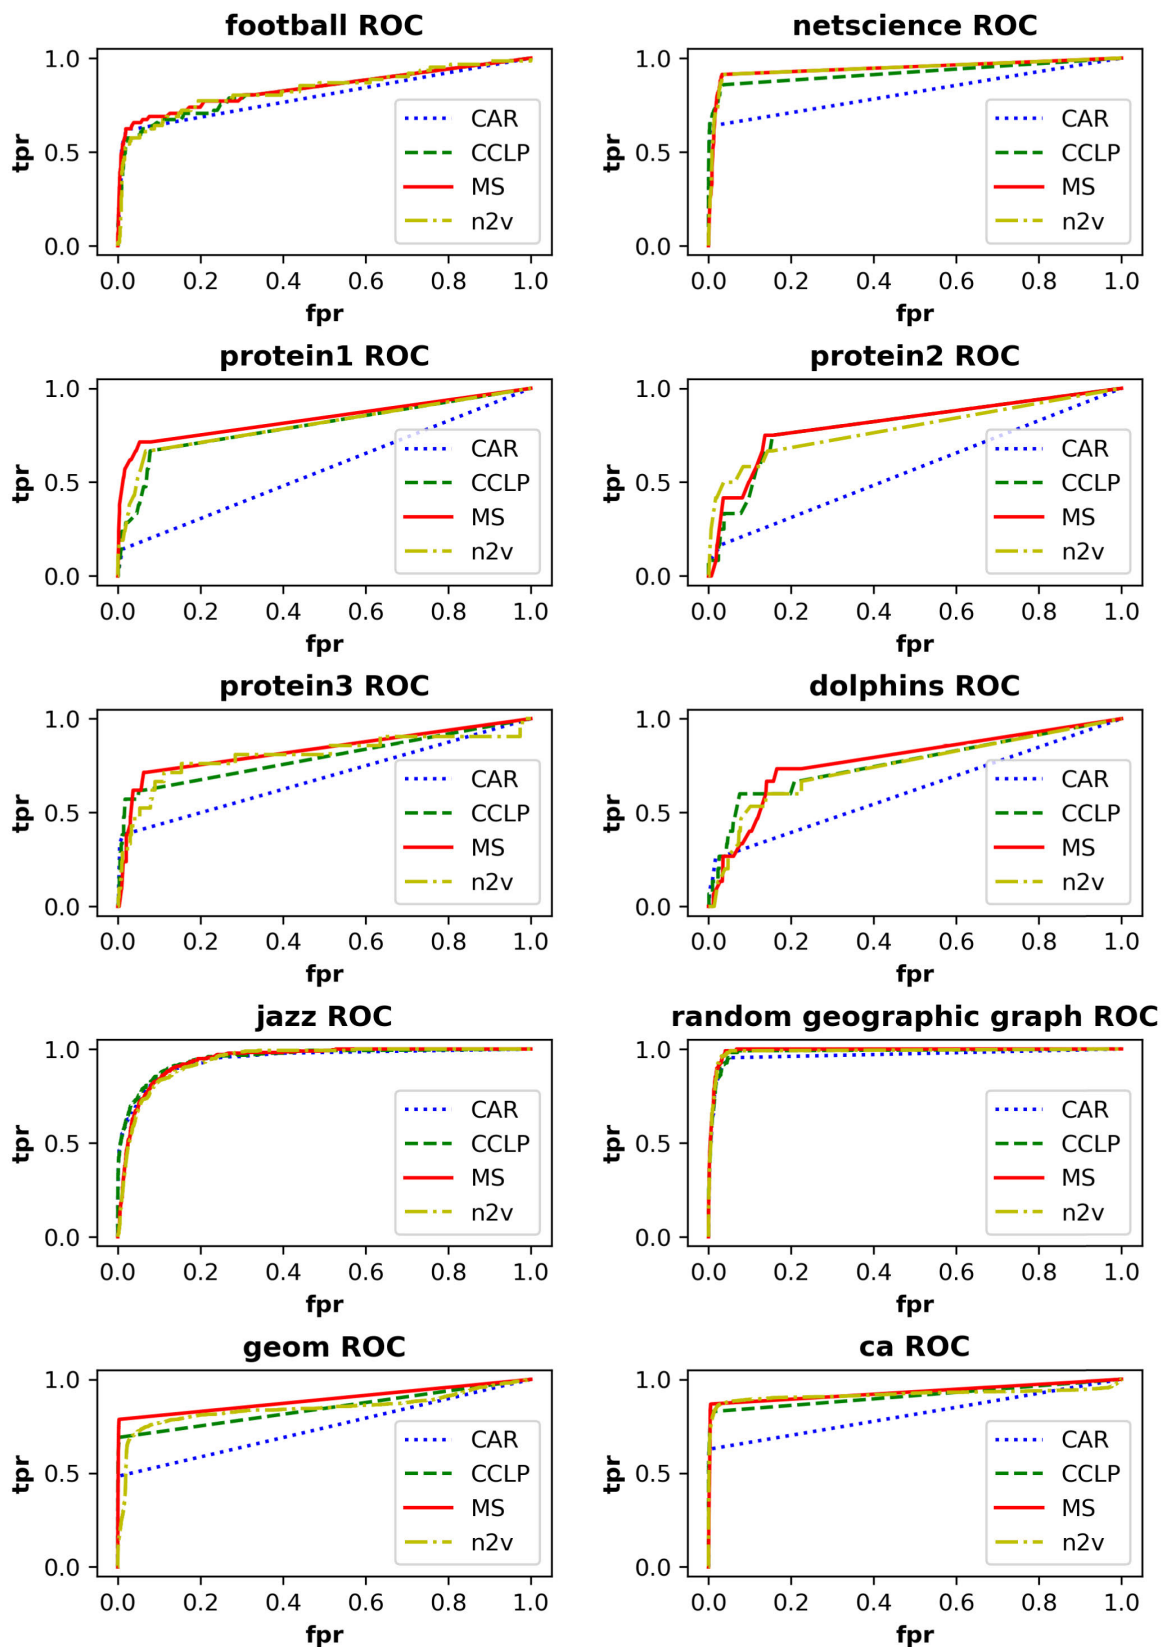 football ROC
1.0
0.5
0.0
tpr
CAR
CCLP
MS
n2v
0.0 0.2 0.4 0.6 0.8 1.0
fpr
netscience ROC
1.0
0.5
0.0
tpr
CAR
CCLP
MS
n2v
0.0 0.2 0.4 0.6 0.8 1.0
fpr
protein1 ROC
1.0
0.5
0.0
tpr
CAR
CCLP
MS
n2v
0.0 0.2 0.4 0.6 0.8 1.0
fpr
protein2 ROC
1.0
0.5
0.0
tpr
CAR
CCLP
MS
n2v
0.0 0.2 0.4 0.6 0.8 1.0
fpr
protein3 ROC
1.0
0.5
0.0
tpr
CAR
CCLP
MS
n2v
0.0 0.2 0.4 0.6 0.8 1.0
fpr
dolphins ROC
1.0
0.5
0.0
tpr
CAR
CCLP
MS
n2v
0.0 0.2 0.4 0.6 0.8 1.0
fpr
jazz ROC
1.0
0.5
0.0
tpr
CAR
CCLP
MS
n2v
0.0 0.2 0.4 0.6 0.8 1.0
fpr
random geographic graph ROC
1.0
0.5
0.0
tpr
CAR
CCLP
MS
n2v
0.0 0.2 0.4 0.6 0.8 1.0
fpr
geom ROC
1.0
0.5
0.0
tpr
CAR
CCLP
MS
n2v
0.0 0.2 0.4 0.6 0.8 1.0
fpr
ca ROC
1.0
0.5
0.0
tpr
CAR
CCLP
MS
n2v
0.0 0.2 0.4 0.6 0.8 1.0
fpr